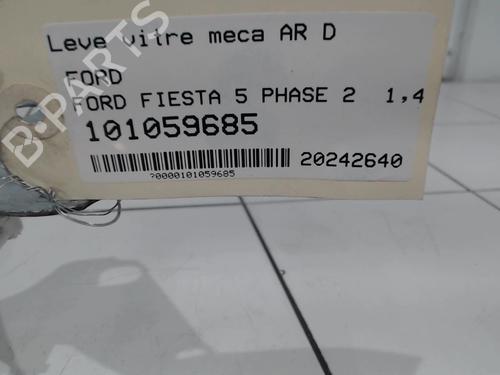 Leve vitre meca AR D
FORD
FORD FIESTA 5 PHASE 2 1,4
101059685
?0000101059685
20242640
B-PARTS